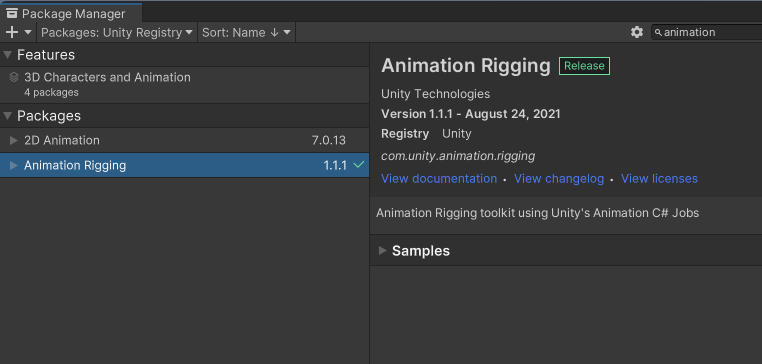 Package Manager
Packages: Unity Registry Sort: Name ↓ animation
Features
3D Characters and Animation
4 packages
Packages
2D Animation 7.0.13
Animation Rigging 1.1.1
Animation Rigging Release
Unity Technologies
Version 1.1.1 - August 24, 2021
Registry Unity
com.unity.animation.rigging
View documentation • View changelog • View licenses
Animation Rigging toolkit using Unity's Animation C# Jobs
Samples